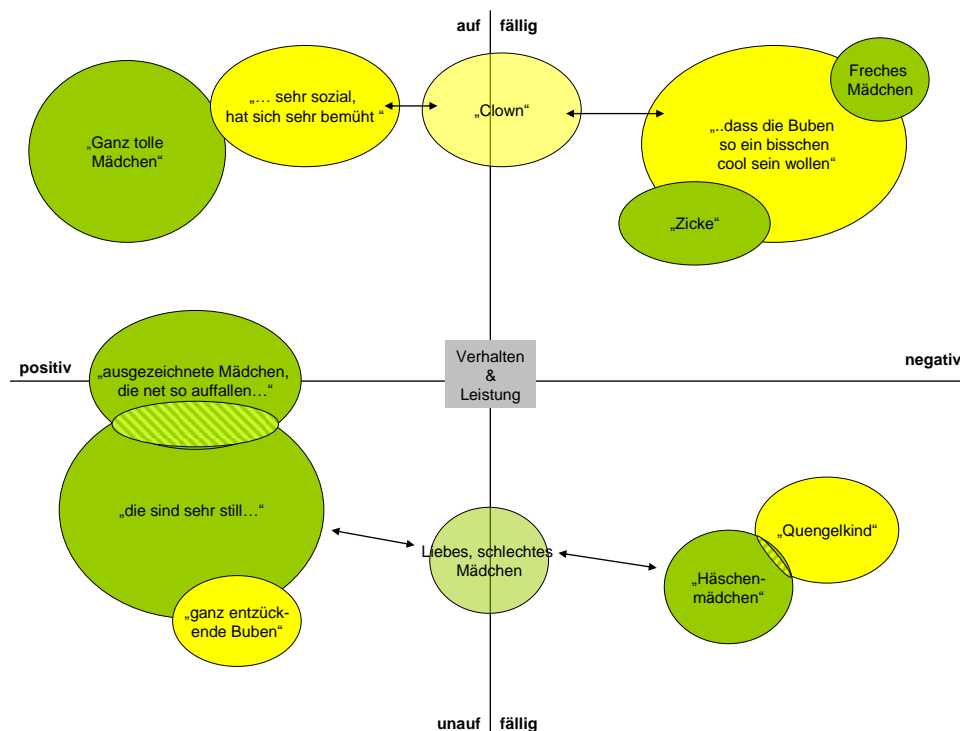 auf fällig
„… sehr sozial,
hat sich sehr bemüht “
„Clown“
Freches
Mädchen
„Ganz tolle
Mädchen“
„..dass die Buben
so ein bisschen
cool sein wollen“
„Zicke“
positiv
„ausgezeichnete Mädchen,
die net so auffallen…“
Verhalten
&
Leistung
negativ
„die sind sehr still…“
Liebes, schlechtes
Mädchen
„Quengelkind“
„Häschen-
mädchen“
„ganz entzück-
ende Buben“
unauf fällig